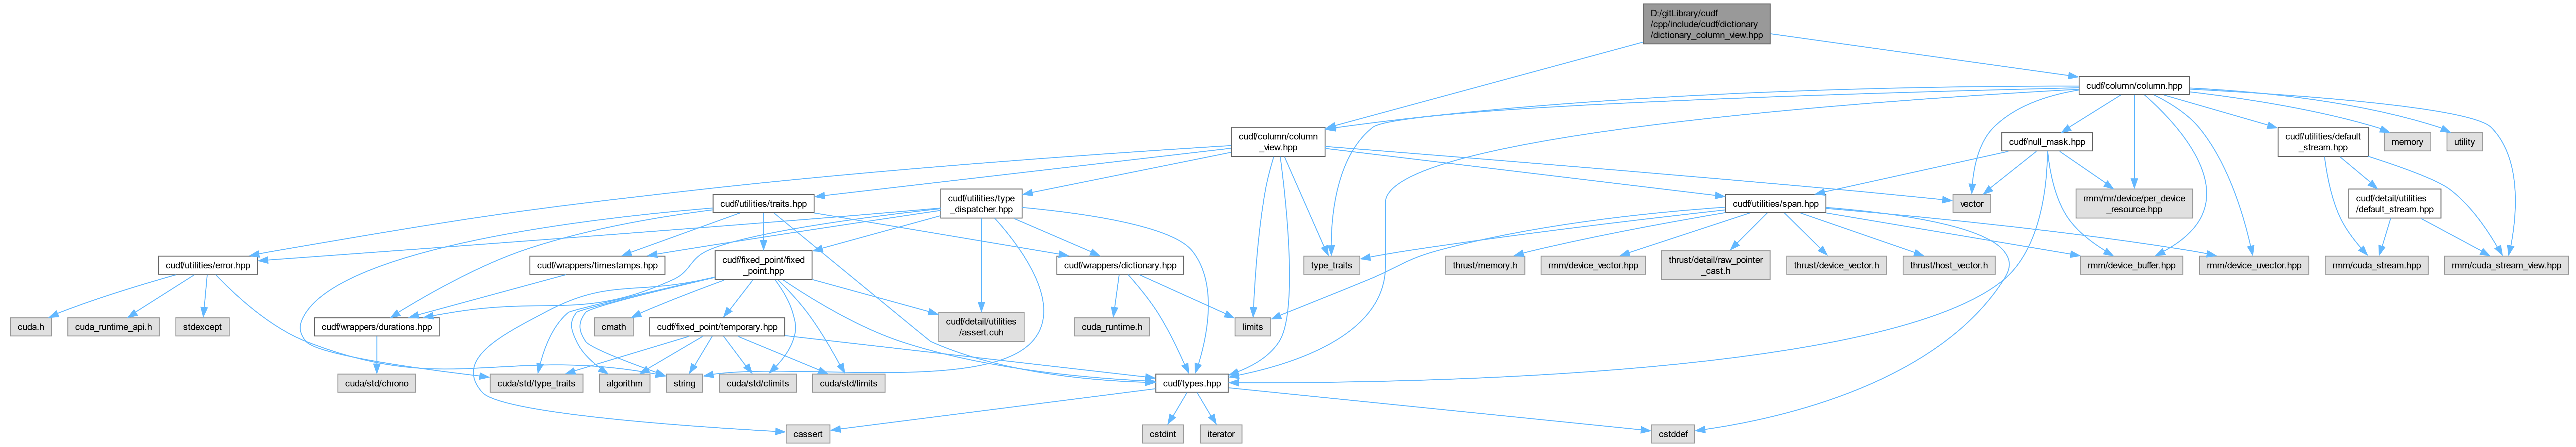 D:/gitLibrary/cudf
/cpp/include/cudf/dictionary
/dictionary_column_view.hpp
cudf/column/column.hpp
cudf/column/column
_view.hpp
cudf/null_mask.hpp
cudf/utilities/default
_stream.hpp
memory
utility
cudf/utilities/traits.hpp
cudf/utilities/type
_dispatcher.hpp
cudf/utilities/span.hpp
vector
rmm/mr/device/per_device
_resource.hpp
cudf/detail/utilities
/default_stream.hpp
cudf/utilities/error.hpp
cudf/wrappers/timestamps.hpp
cudf/fixed_point/fixed
_point.hpp
cudf/wrappers/dictionary.hpp
type_traits
thrust/memory.h
rmm/device_vector.hpp
thrust/detail/raw_pointer
_cast.h
thrust/device_vector.h
thrust/host_vector.h
rmm/device_buffer.hpp
rmm/device_uvector.hpp
rmm/cuda_stream.hpp
rmm/cuda_stream_view.hpp
cuda.h
cuda_runtime_api.h
stdexcept
cudf/wrappers/durations.hpp
cmath
cudf/fixed_point/temporary.hpp
cudf/detail/utilities
/assert.cuh
cuda_runtime.h
limits
cuda/std/chrono
cuda/std/type_traits
algorithm
string
cuda/std/climits
cuda/std/limits
cudf/types.hpp
cassert
cstdint
iterator
cstddef